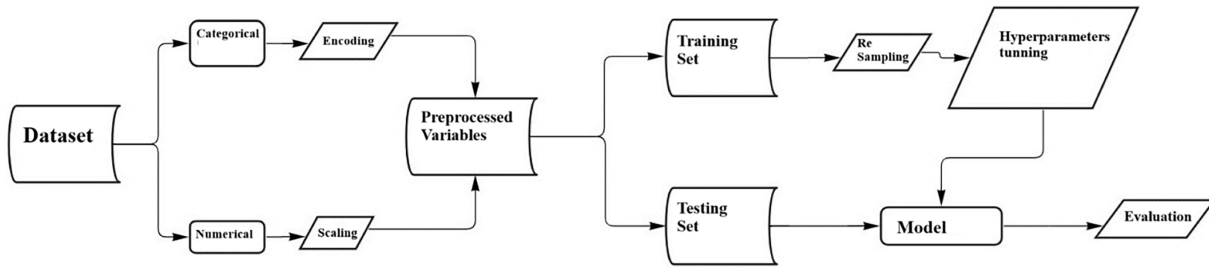 Dataset
Categorical
Encoding
Numerical
Scaling
Preprocessed
Variables
Training
Set
Re
Sampling
Hyperparameters
tunning
Testing
Set
Model
Evaluation